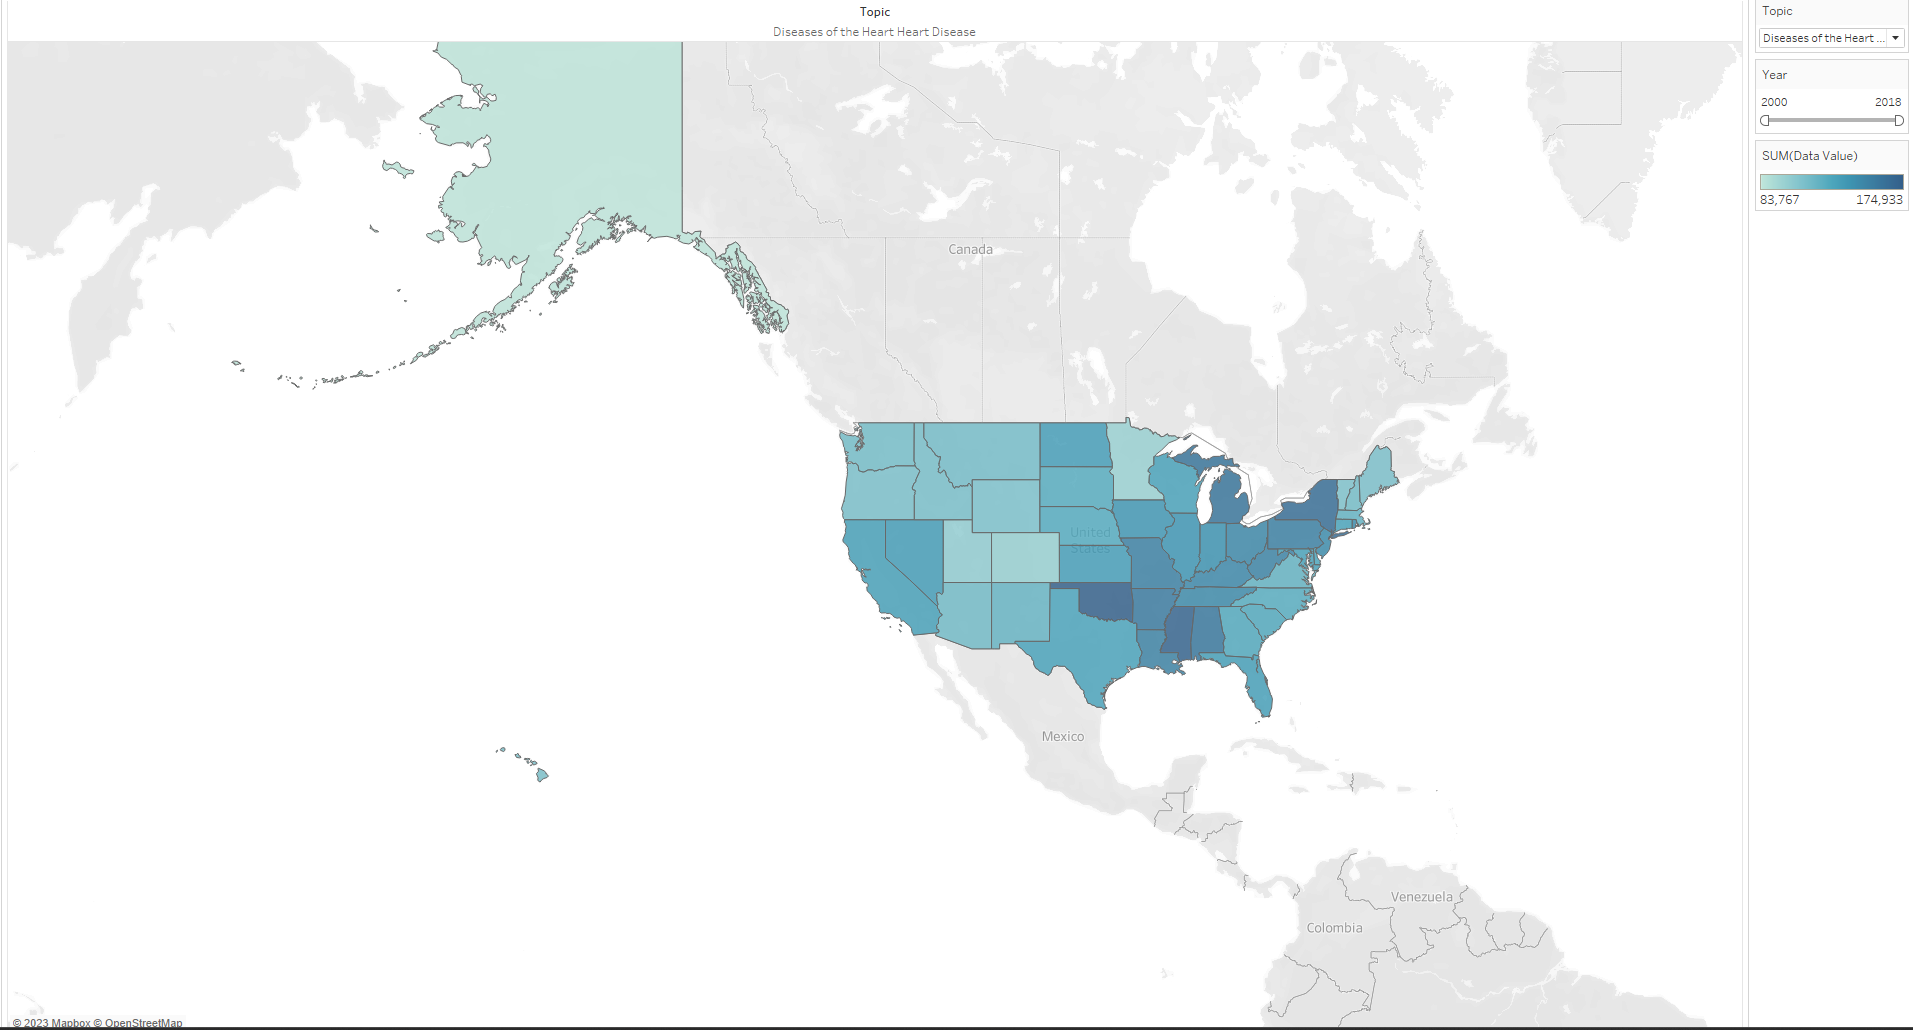 Topic
Diseases of the Heart Heart Disease
Topic
Diseases of the Heart ...
Year
2000 2018
SUM(Data Value)
83,767 174,933
Canada
United
States
Mexico
Venezuela
Colombia
© 2023 Mapbox © OpenStreetMap